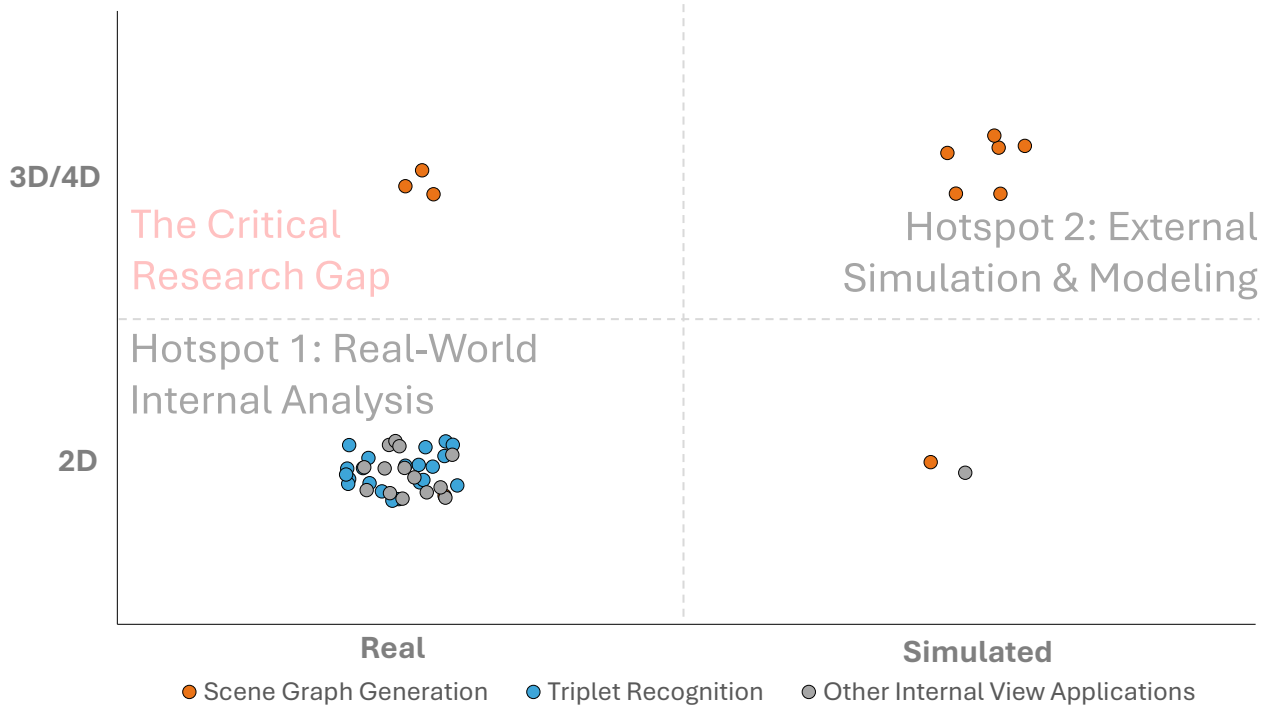 3D/4D
The Critical
Research Gap
Hotspot 2: External
Simulation & Modeling
Hotspot 1: Real-World
Internal Analysis
2D
Real
Simulated
Scene Graph Generation
Triplet Recognition
Other Internal View Applications